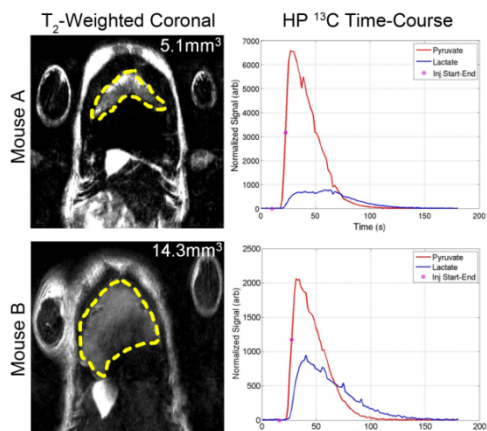 T₂-Weighted Coronal
HP ¹³C Time-Course
Mouse A
5.1mm³
Normalized Signal (arb)
7000
6000
5000
4000
3000
2000
1000
0
0 50 100 150 200
Time (s)
Pyruvate
Lactate
Inj Start-End
Mouse B
14.3mm³
Normalized Signal (arb)
2500
2000
1500
1000
500
0
0 50 100 150 200
Pyruvate
Lactate
Inj Start-End